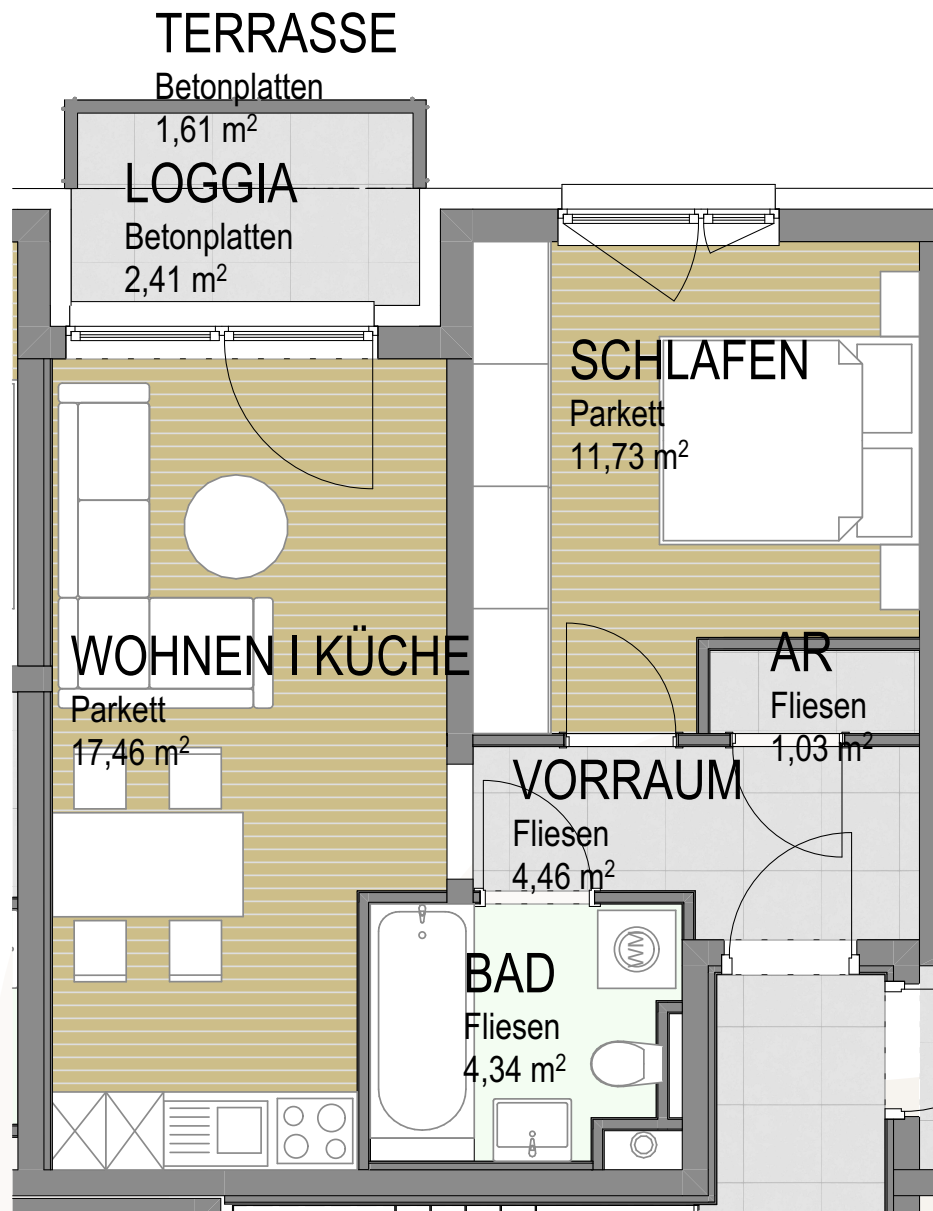 TERRASSE
Betonplatten
1,61 m²
LOGGIA
Betonplatten
2,41 m²
SCHLAFEN
Parkett
11,73 m²
WOHNEN I KÜCHE
Parkett
17,46 m²
AR
Fliesen
1,03 m²
VORRAUM
Fliesen
4,46 m²
BAD
Fliesen
4,34 m²
WM